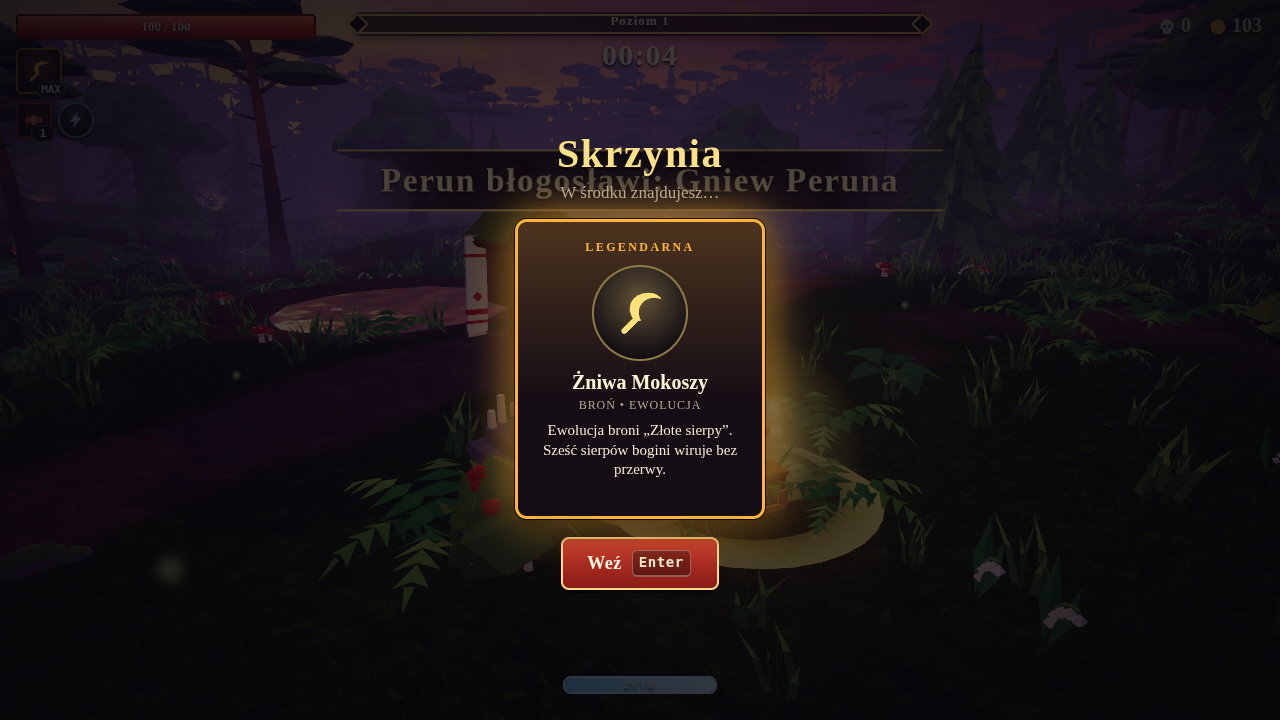 100 / 100
Poziom 1
0
103
00:04
MAX
1
Skrzynia
Perun błogosławi: Gniew Peruna
W środku znajdujesz…
LEGENDARNA
Żniwa Mokoszy
BROŃ • EWOLUCJA
Ewolucja broni „Złote sierpy”.
Sześć sierpów bogini wiruje bez
przerwy.
Weź Enter